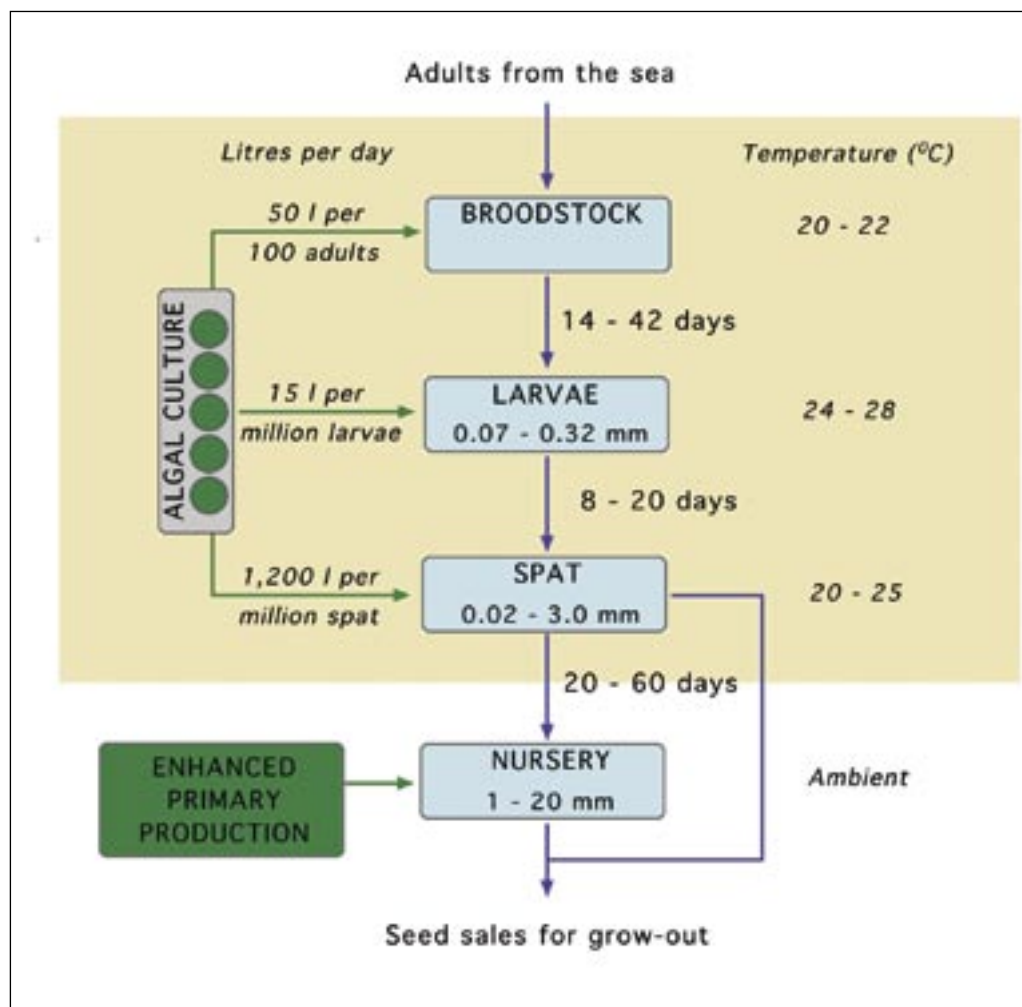 Adults from the sea
Litres per day
Temperature (⁰C)
50 l per
100 adults
BROODSTOCK
20 - 22
14 - 42 days
ALGAL CULTURE
15 l per
million larvae
LARVAE
0.07 - 0.32 mm
24 - 28
8 - 20 days
1,200 l per
million spat
SPAT
0.02 - 3.0 mm
20 - 25
20 - 60 days
ENHANCED
PRIMARY
PRODUCTION
NURSERY
1 - 20 mm
Ambient
Seed sales for grow-out